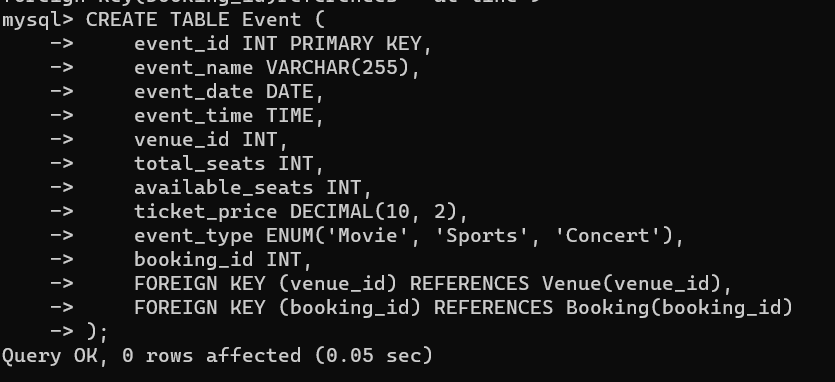 mysql> CREATE TABLE Event (
    ->     event_id INT PRIMARY KEY,
    ->     event_name VARCHAR(255),
    ->     event_date DATE,
    ->     event_time TIME,
    ->     venue_id INT,
    ->     total_seats INT,
    ->     available_seats INT,
    ->     ticket_price DECIMAL(10, 2),
    ->     event_type ENUM('Movie', 'Sports', 'Concert'),
    ->     booking_id INT,
    ->     FOREIGN KEY (venue_id) REFERENCES Venue(venue_id),
    ->     FOREIGN KEY (booking_id) REFERENCES Booking(booking_id)
    -> );
Query OK, 0 rows affected (0.05 sec)